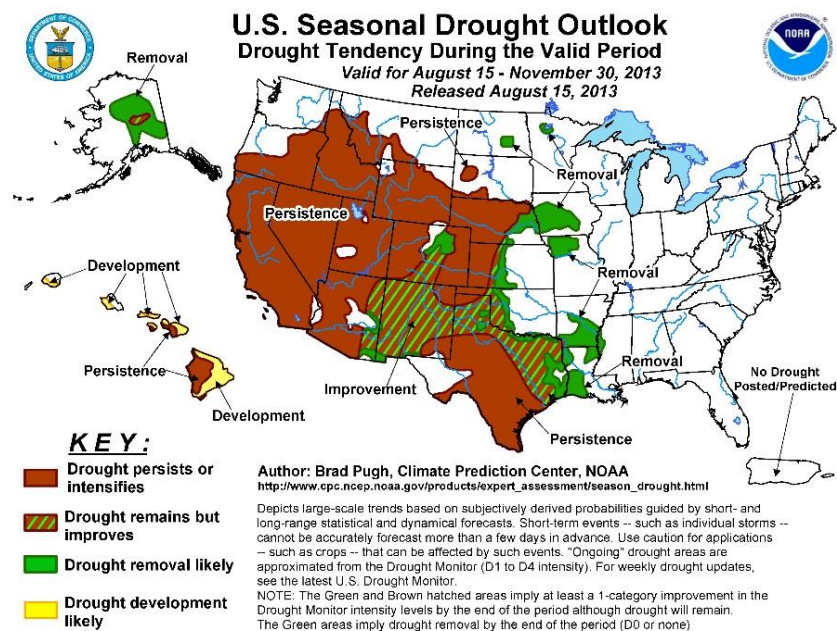 U.S. Seasonal Drought Outlook
Drought Tendency During the Valid Period
Valid for August 15 - November 30, 2013
Released August 15, 2013
NOAA
Removal
Persistence
Removal
Persistence
Development
Removal
Persistence
Removal
Improvement
Development
No Drought
Posted/Predicted
Persistence
KEY:
Drought persists or
intensifies
Drought remains but
improves
Drought removal likely
Drought development
likely
Author: Brad Pugh, Climate Prediction Center, NOAA
http://www.cpc.ncep.noaa.gov/products/expert_assessment/season_drought.html
Depicts large-scale trends based on subjectively derived probabilities guided by short- and
long-range statistical and dynamical forecasts. Short-term events -- such as individual storms --
cannot be accurately forecast more than a few days in advance. Use caution for applications
-- such as crops -- that can be affected by such events. "Ongoing" drought areas are
approximated from the Drought Monitor (D1 to D4 intensity). For weekly drought updates,
see the latest U.S. Drought Monitor.
NOTE: The Green and Brown hatched areas imply at least a 1-category improvement in the
Drought Monitor intensity levels by the end of the period although drought will remain.
The Green areas imply drought removal by the end of the period (D0 or none)